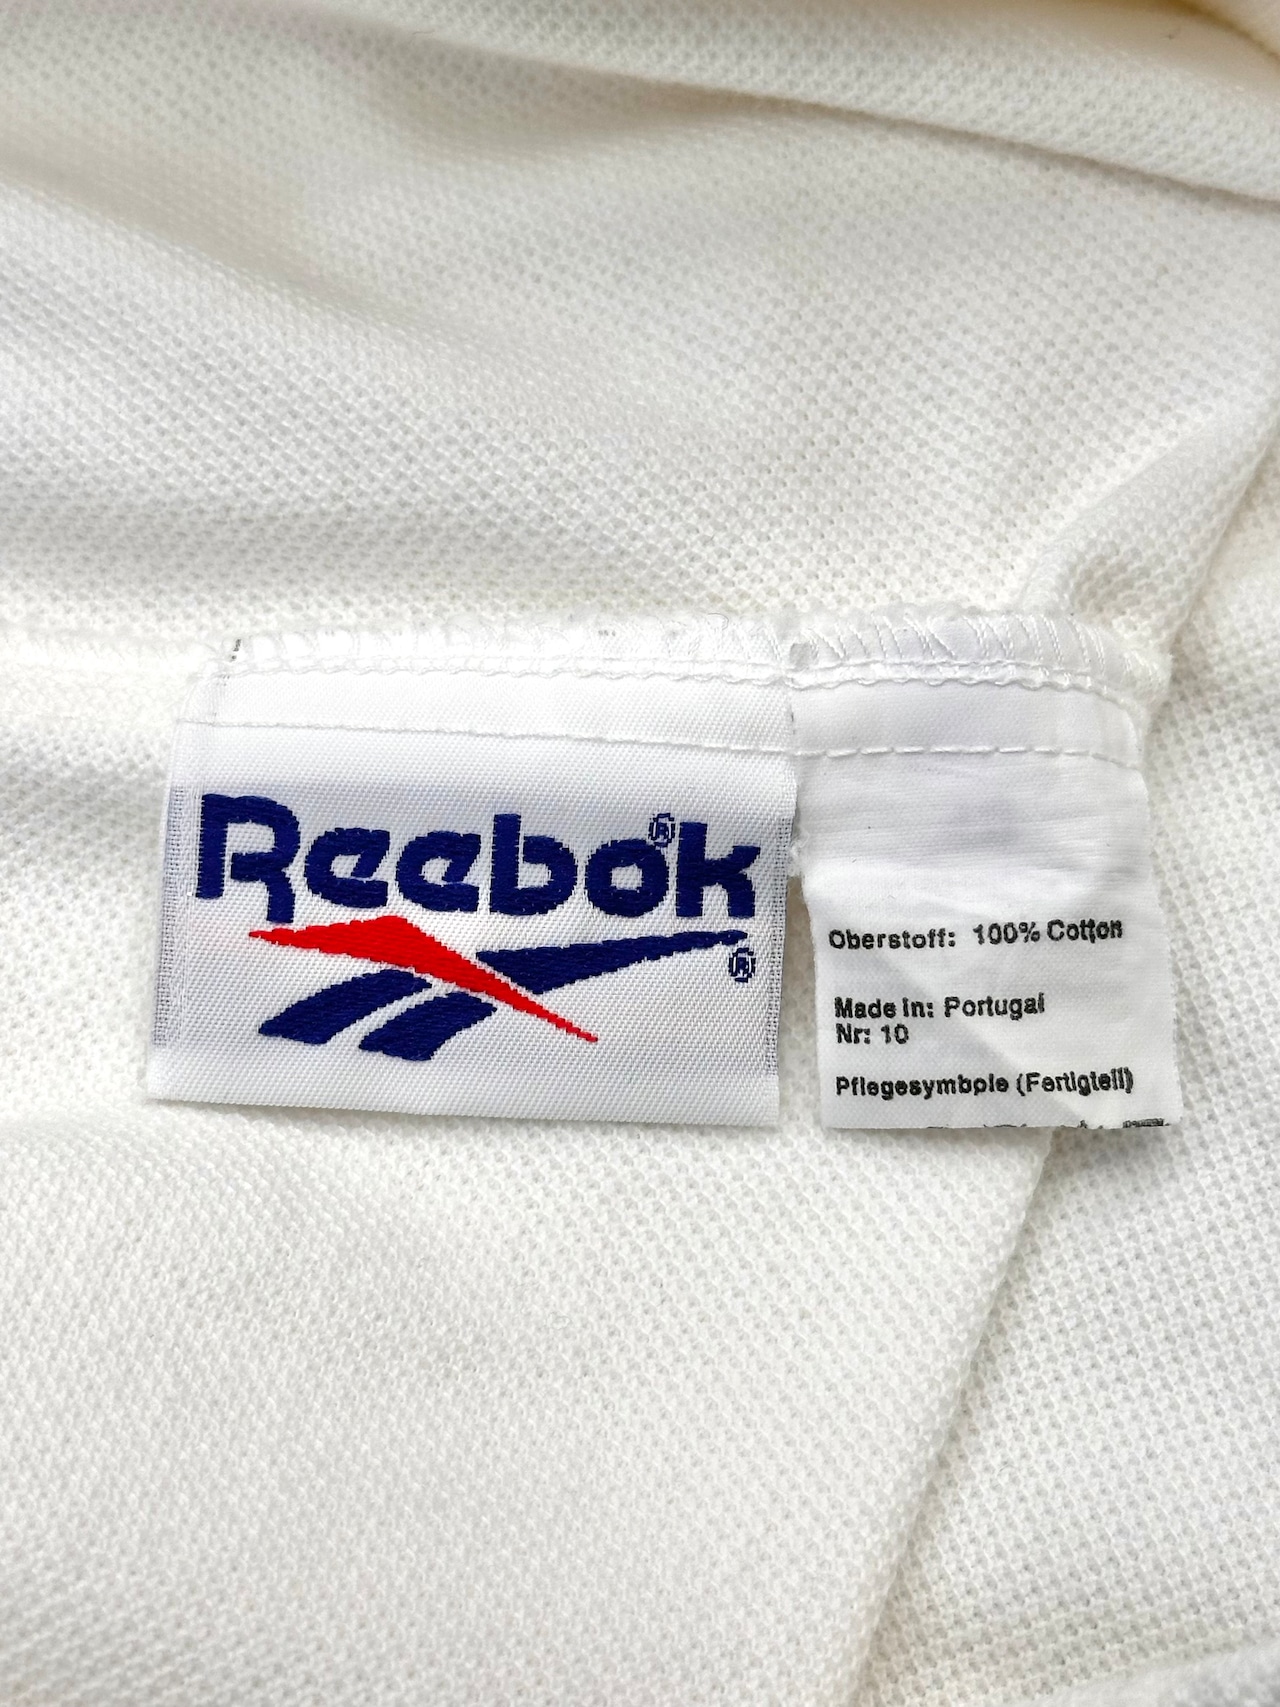 Reebok®
®
Oberstoff: 100% Cotton
Made in: Portugal
Nr: 10
Pflegesymbole (Fertigteil)